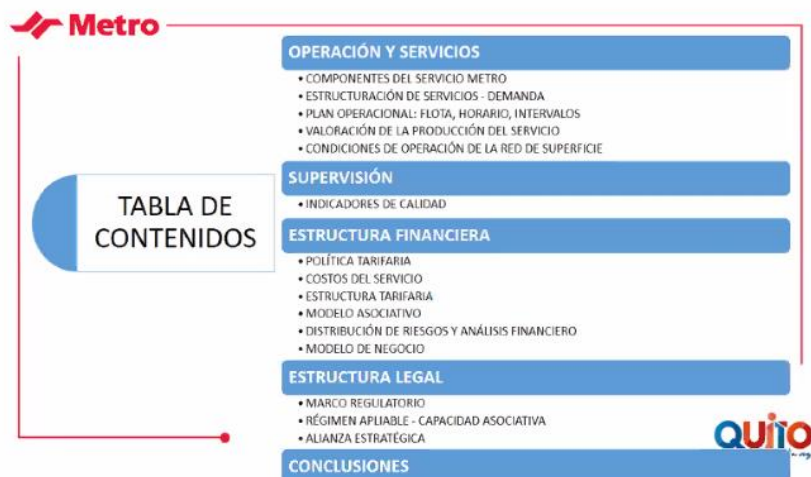 Metro
TABLA DE
CONTENIDOS
OPERACIÓN Y SERVICIOS
• COMPONENTES DEL SERVICIO METRO
• ESTRUCTURACIÓN DE SERVICIOS - DEMANDA
• PLAN OPERACIONAL: FLOTA, HORARIO, INTERVALOS
• VALORACIÓN DE LA PRODUCCIÓN DEL SERVICIO
• CONDICIONES DE OPERACIÓN DE LA RED DE SUPERFICIE
SUPERVISIÓN
• INDICADORES DE CALIDAD
ESTRUCTURA FINANCIERA
• POLÍTICA TARIFARIA
• COSTOS DEL SERVICIO
• ESTRUCTURA TARIFARIA
• MODELO ASOCIATIVO
• DISTRIBUCIÓN DE RIESGOS Y ANÁLISIS FINANCIERO
• MODELO DE NEGOCIO
ESTRUCTURA LEGAL
• MARCO REGULATORIO
• RÉGIMEN APLIABLE - CAPACIDAD ASOCIATIVA
• ALIANZA ESTRATÉGICA
CONCLUSIONES
QUITO